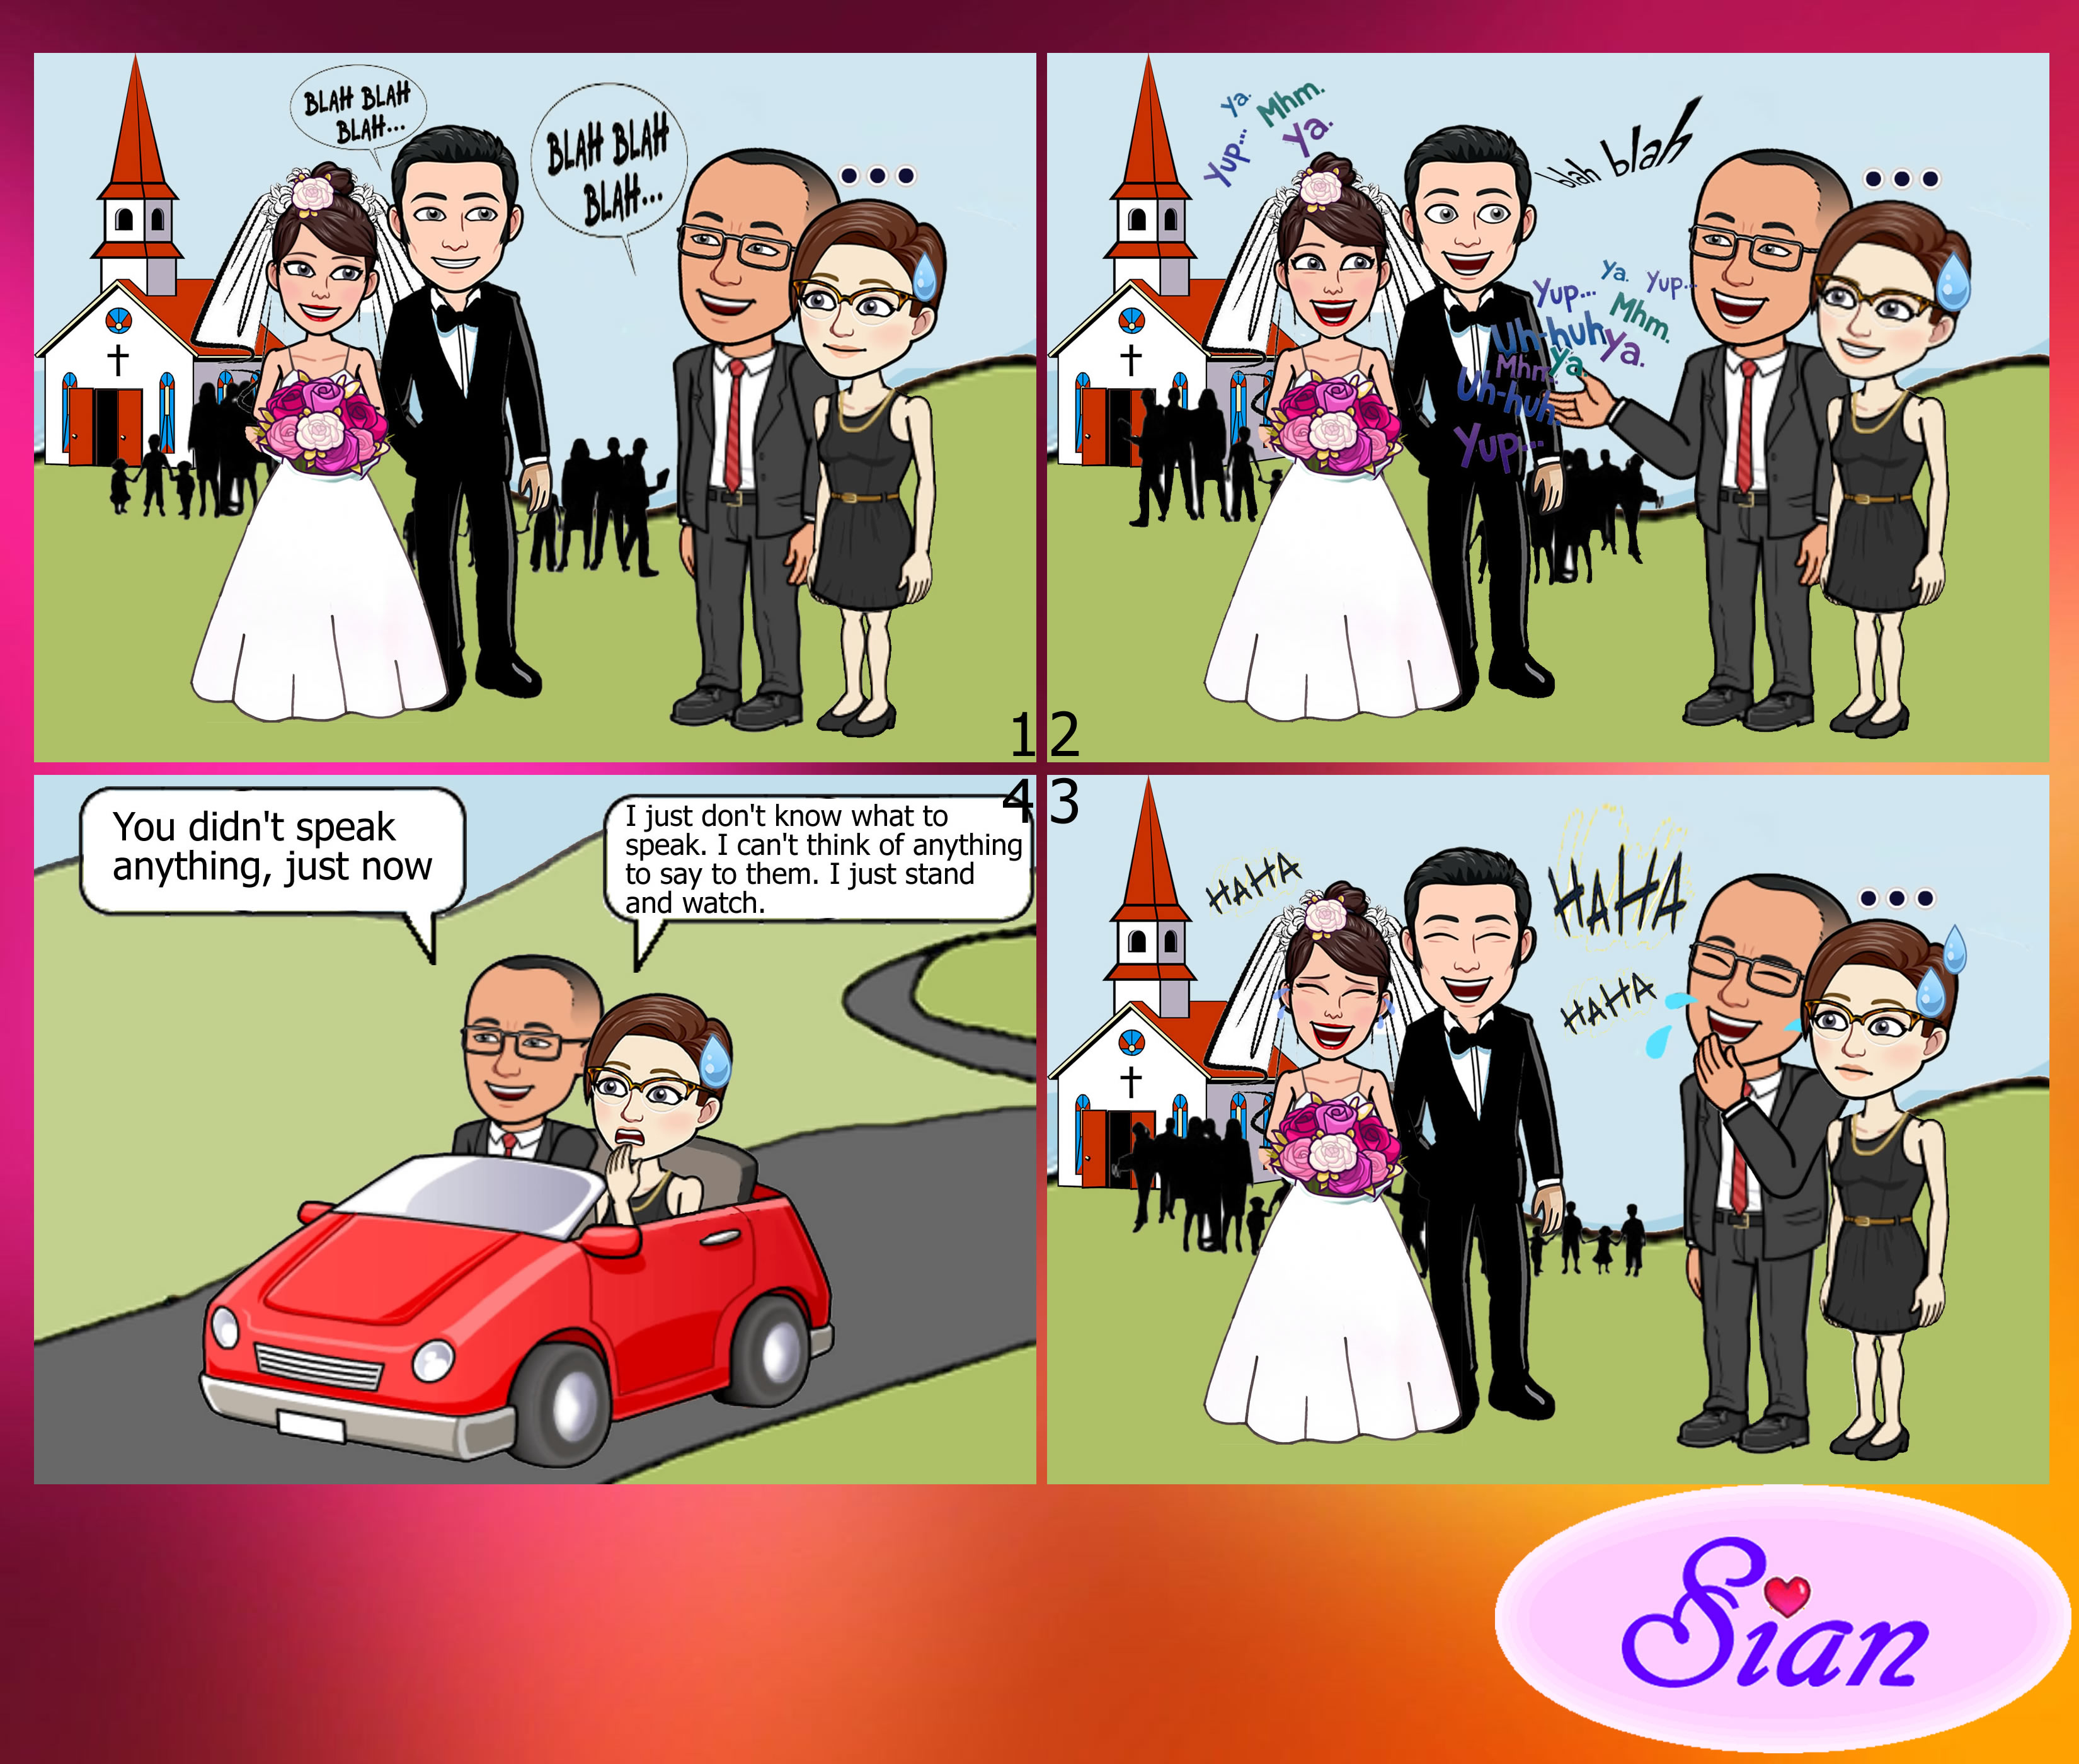 BLAH BLAH
BLAH...
BLAH BLAH
BLAH...
...
1
Ya.
Mhm.
Yup...
Ya.
blah blah
...
Yup...
Ya.
Yup...
Mhm.
Uh-huh
Ya.
Mhm.
Ya.
Uh-huh.
Yup...
2
HAHA
HAHA
HAHA
...
3
You didn't speak
anything, just now
I just don't know what to
speak. I can't think of anything
to say to them. I just stand
and watch.
4
Sian